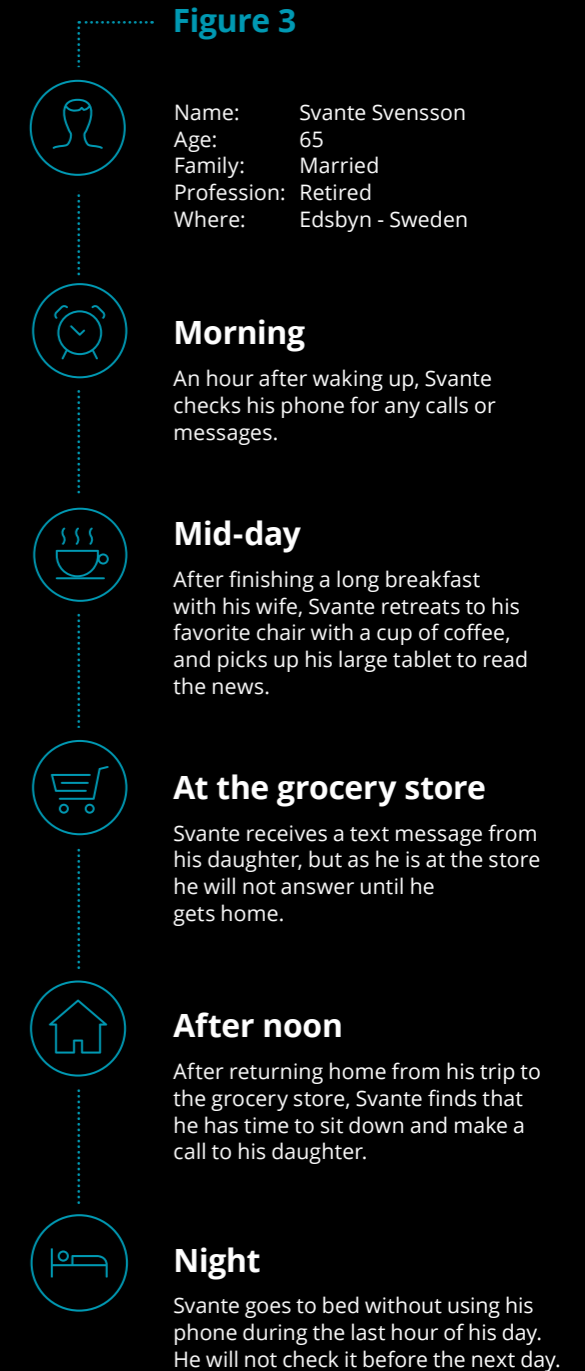 Figure 3
Name: Svante Svensson
Age: 65
Family: Married
Profession: Retired
Where: Edsbyn - Sweden
Morning
An hour after waking up, Svante
checks his phone for any calls or
messages.
Mid-day
After finishing a long breakfast
with his wife, Svante retreats to his
favorite chair with a cup of coffee,
and picks up his large tablet to read
the news.
At the grocery store
Svante receives a text message from
his daughter, but as he is at the store
he will not answer until he
gets home.
After noon
After returning home from his trip to
the grocery store, Svante finds that
he has time to sit down and make a
call to his daughter.
Night
Svante goes to bed without using his
phone during the last hour of his day.
He will not check it before the next day.